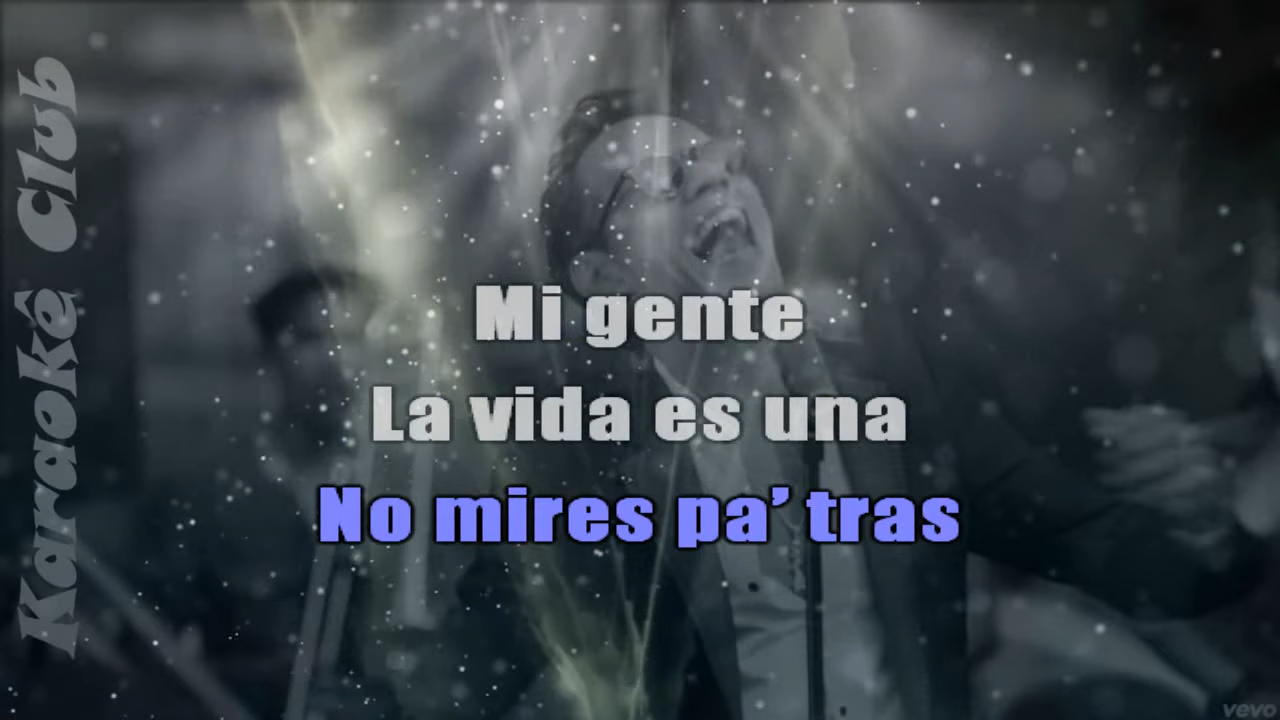 Karaoké Club
Mi gente
La vida es una
No mires pa' tras
vevo